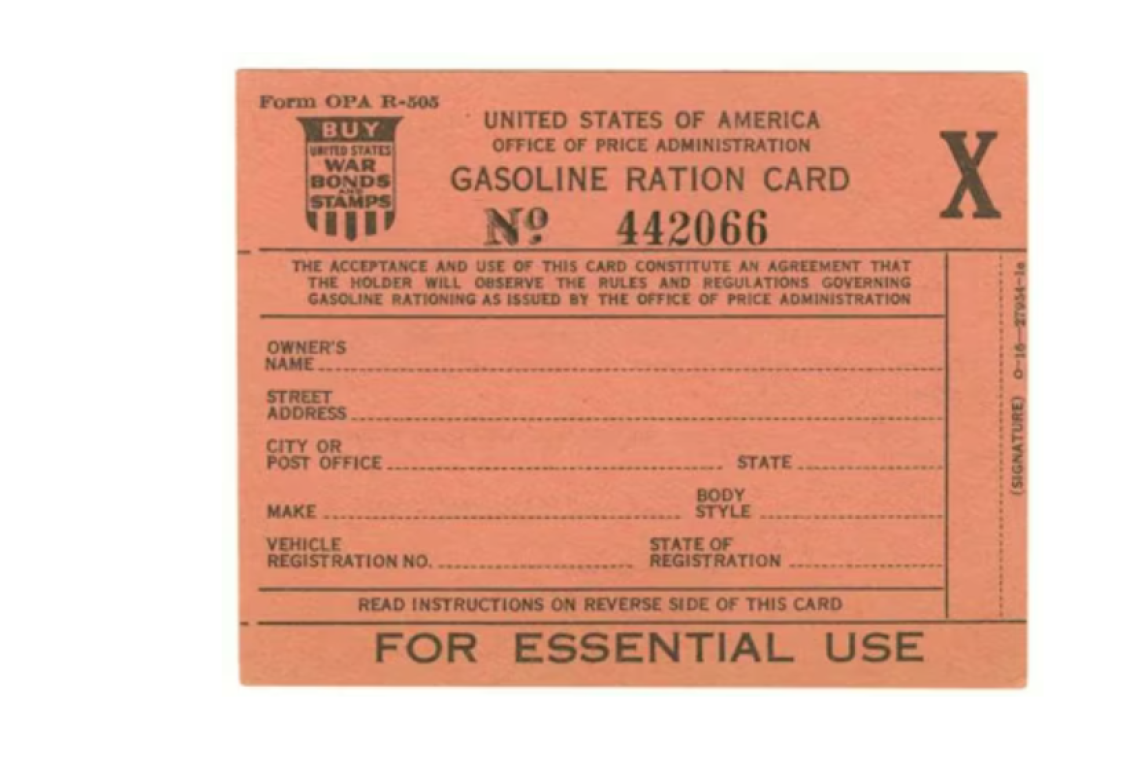 Form OPA R-505
BUY
UNITED STATES
WAR
BONDS
AND
STAMPS
UNITED STATES OF AMERICA
OFFICE OF PRICE ADMINISTRATION
GASOLINE RATION CARD
Nº 442066
X
THE ACCEPTANCE AND USE OF THIS CARD CONSTITUTE AN AGREEMENT THAT
THE HOLDER WILL OBSERVE THE RULES AND REGULATIONS GOVERNING
GASOLINE RATIONING AS ISSUED BY THE OFFICE OF PRICE ADMINISTRATION
OWNER'S
NAME
STREET
ADDRESS
CITY OR
POST OFFICE STATE
MAKE BODY
STYLE
VEHICLE
REGISTRATION NO. STATE OF
REGISTRATION
READ INSTRUCTIONS ON REVERSE SIDE OF THIS CARD
FOR ESSENTIAL USE
(SIGNATURE) O-16—27934-1a